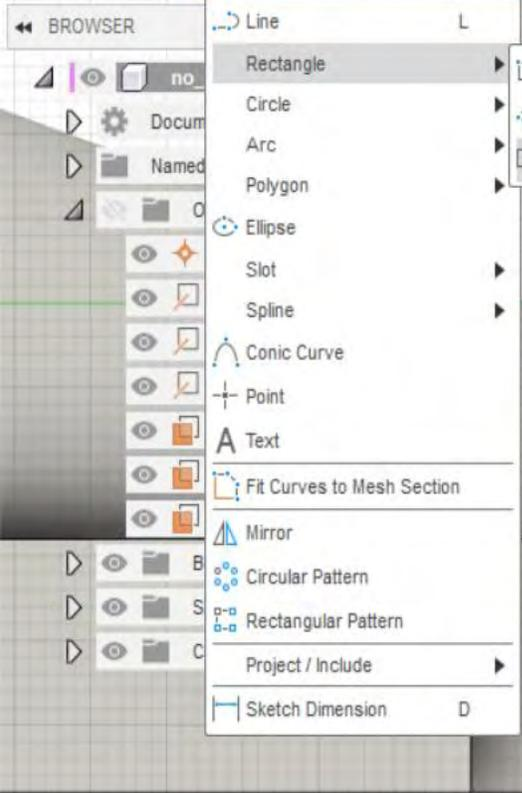 BROWSER
no_
Docum
Named
O
B
S
C
Line L
Rectangle
Circle
Arc
Polygon
Ellipse
Slot
Spline
Conic Curve
Point
Text
Fit Curves to Mesh Section
Mirror
Circular Pattern
Rectangular Pattern
Project / Include
Sketch Dimension D